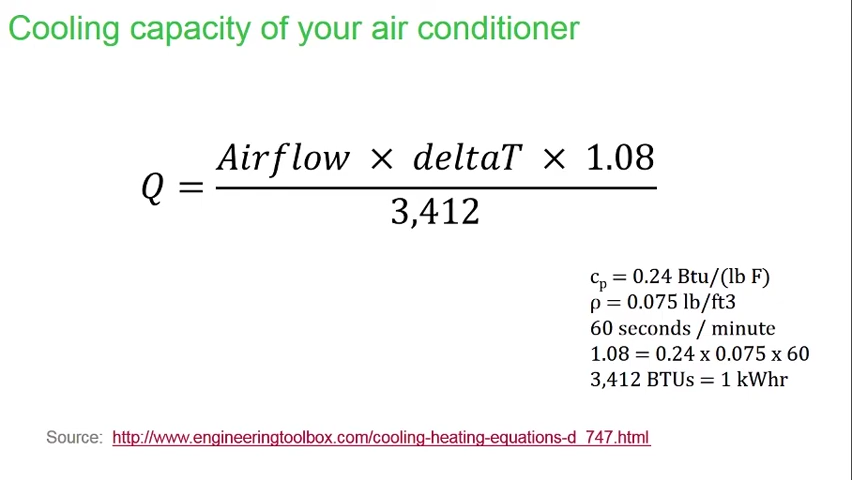 Cooling capacity of your air conditioner
Q = Airflow × deltaT × 1.08 / 3,412
cp = 0.24 Btu/(lb F)
ρ = 0.075 lb/ft3
60 seconds / minute
1.08 = 0.24 x 0.075 x 60
3,412 BTUs = 1 kWhr
Source: http://www.engineeringtoolbox.com/cooling-heating-equations-d_747.html